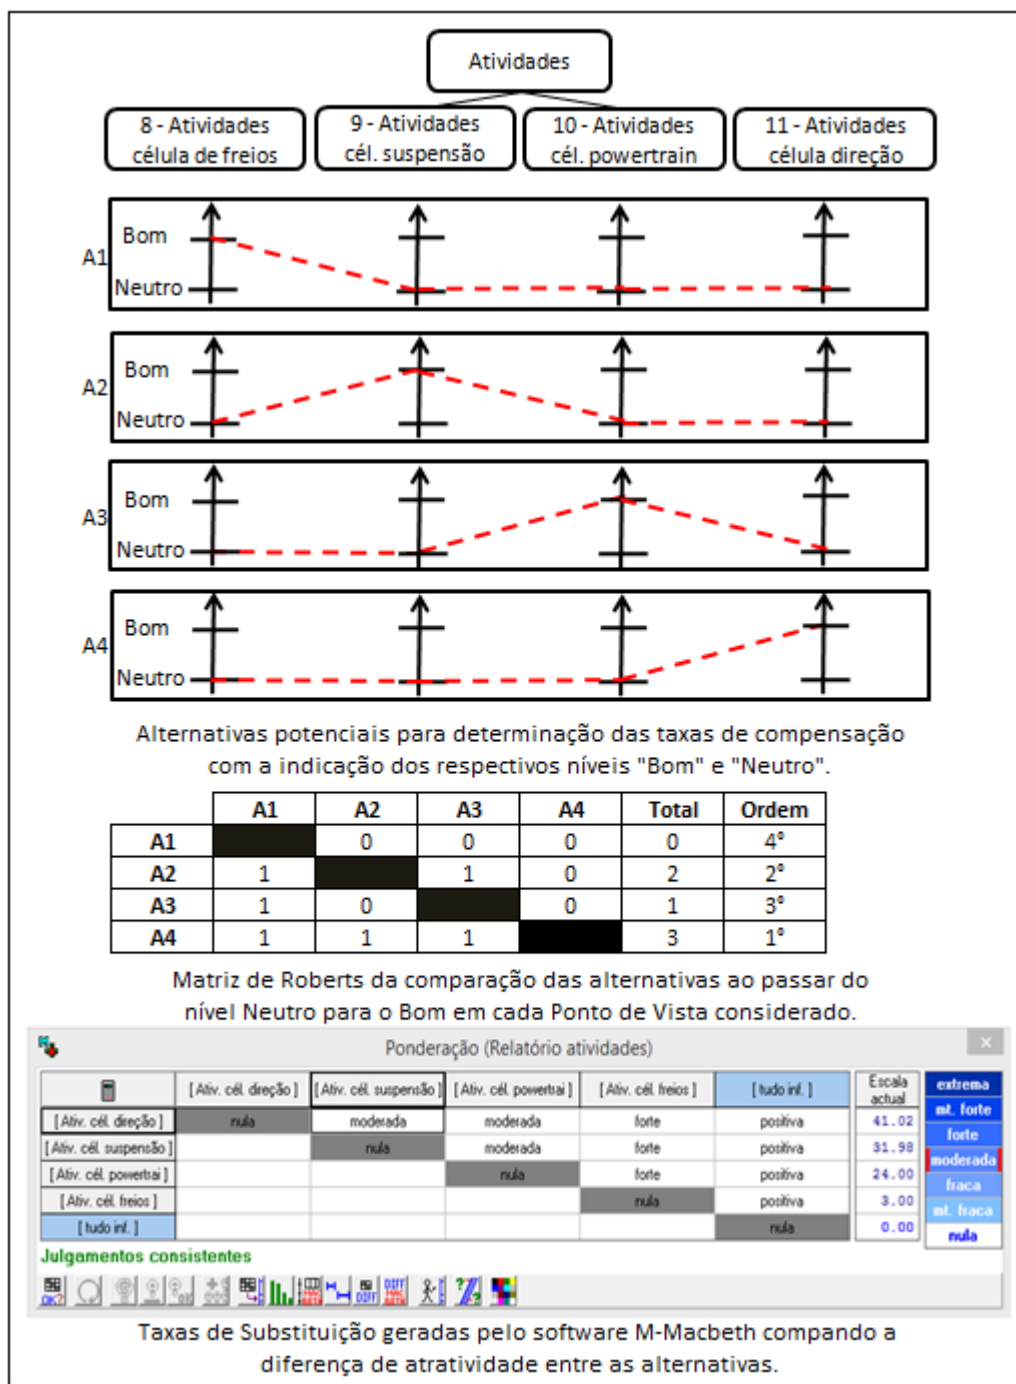 Atividades
8 - Atividades
célula de freios
9 - Atividades
cél. suspensão
10 - Atividades
cél. powertrain
11 - Atividades
célula direção
A1
Bom
Neutro
A2
Bom
Neutro
A3
Bom
Neutro
A4
Bom
Neutro
Alternativas potenciais para determinação das taxas de compensação
com a indicação dos respectivos níveis "Bom" e "Neutro".
A1 A2 A3 A4 Total Ordem
A1 0 0 0 0 4º
A2 1 1 0 2 2º
A3 1 0 0 1 3º
A4 1 1 1 3 1º
Matriz de Roberts da comparação das alternativas ao passar do
nível Neutro para o Bom em cada Ponto de Vista considerado.
Ponderação (Relatório atividades)
[ Ativ. cél. direção ] [ Ativ. cél. suspensão ] [ Ativ. cél. powertrai ] [ Ativ. cél. freios ] [ tudo inf. ] Escala actual
[ Ativ. cél. direção ] nula moderada moderada forte positiva 41.02
[ Ativ. cél. suspensão ] nula moderada forte positiva 31.98
[ Ativ. cél. powertrai ] nula forte positiva 24.00
[ Ativ. cél. freios ] nula positiva 3.00
[ tudo inf. ] nula 0.00
extrema
mt. forte
forte
moderada
fraca
mt. fraca
nula
Julgamentos consistentes
Taxas de Substituição geradas pelo software M-Macbeth compando a
diferença de atratividade entre as alternativas.